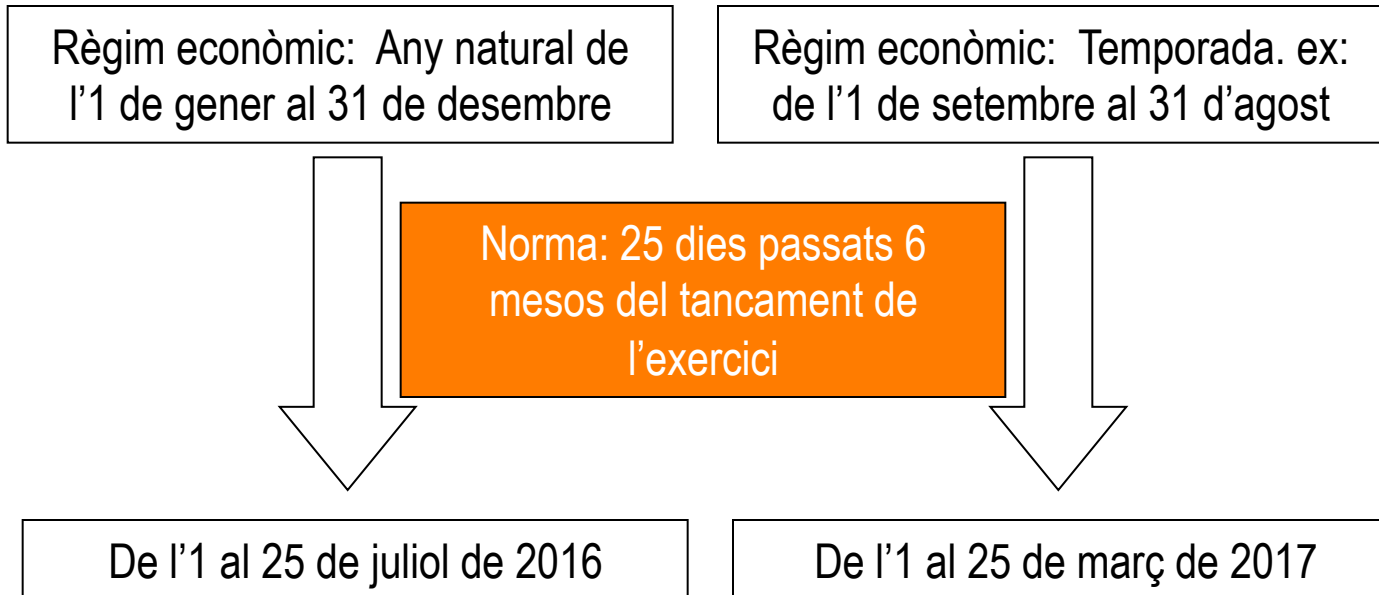 Règim econòmic:  Any natural de
l’1 de gener al 31 de desembre
Règim econòmic:  Temporada. ex:
de l’1 de setembre al 31 d’agost
Norma: 25 dies passats 6
mesos del tancament de
l’exercici
De l’1 al 25 de juliol de 2016
De l’1 al 25 de març de 2017